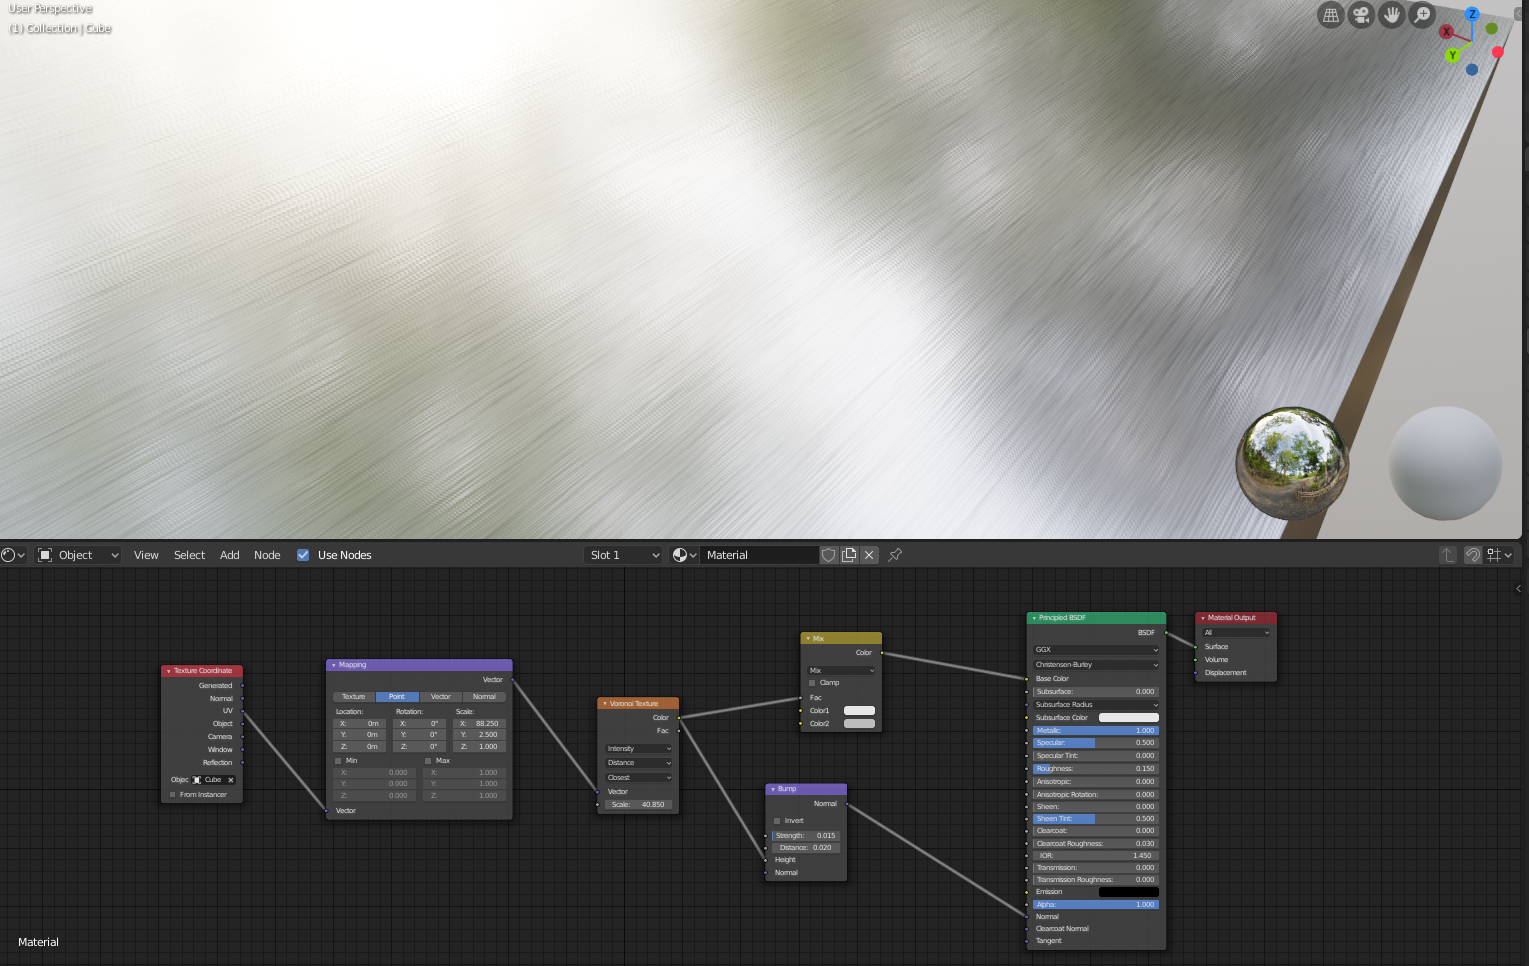 User Perspective
(1) Collection | Cube
Z
X
Y
Object
View
Select
Add
Node
Use Nodes
Slot 1
Material
Texture Coordinate
Generated
Normal
UV
Object
Camera
Window
Reflection
Objec Cube
From Instancer
Mapping
Vector
Texture Point Vector Normal
Location: Rotation: Scale:
X: 0m X: 0° X: 88.250
Y: 0m Y: 0° Y: 2.500
Z: 0m Z: 0° Z: 1.000
Min Max
X: 0.000 X: 1.000
Y: 0.000 Y: 1.000
Z: 0.000 Z: 1.000
Vector
Voronoi Texture
Color
Fac
Intensity
Distance
Closest
Vector
Scale: 40.850
Mix
Color
Mix
Clamp
Fac
Color1
Color2
Bump
Normal
Invert
Strength: 0.015
Distance: 0.020
Height
Normal
Principled BSDF
BSDF
GGX
Christensen-Burley
Base Color
Subsurface: 0.000
Subsurface Radius
Subsurface Color
Metallic: 1.000
Specular: 0.500
Specular Tint: 0.000
Roughness: 0.150
Anisotropic: 0.000
Anisotropic Rotation: 0.000
Sheen: 0.000
Sheen Tint: 0.500
Clearcoat: 0.000
Clearcoat Roughness: 0.030
IOR: 1.450
Transmission: 0.000
Transmission Roughness: 0.000
Emission
Alpha: 1.000
Normal
Clearcoat Normal
Tangent
Material Output
All
Surface
Volume
Displacement
Material